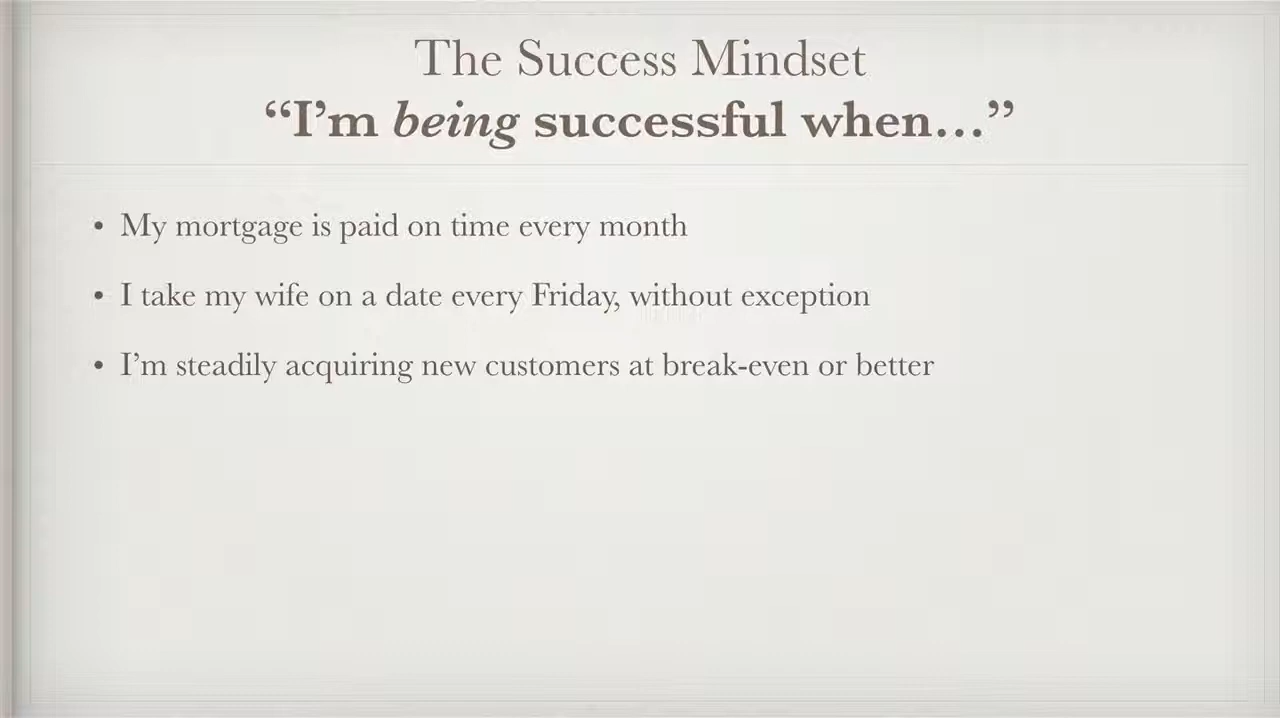 The Success Mindset
“I’m being successful when…”
• My mortgage is paid on time every month
• I take my wife on a date every Friday, without exception
• I’m steadily acquiring new customers at break-even or better